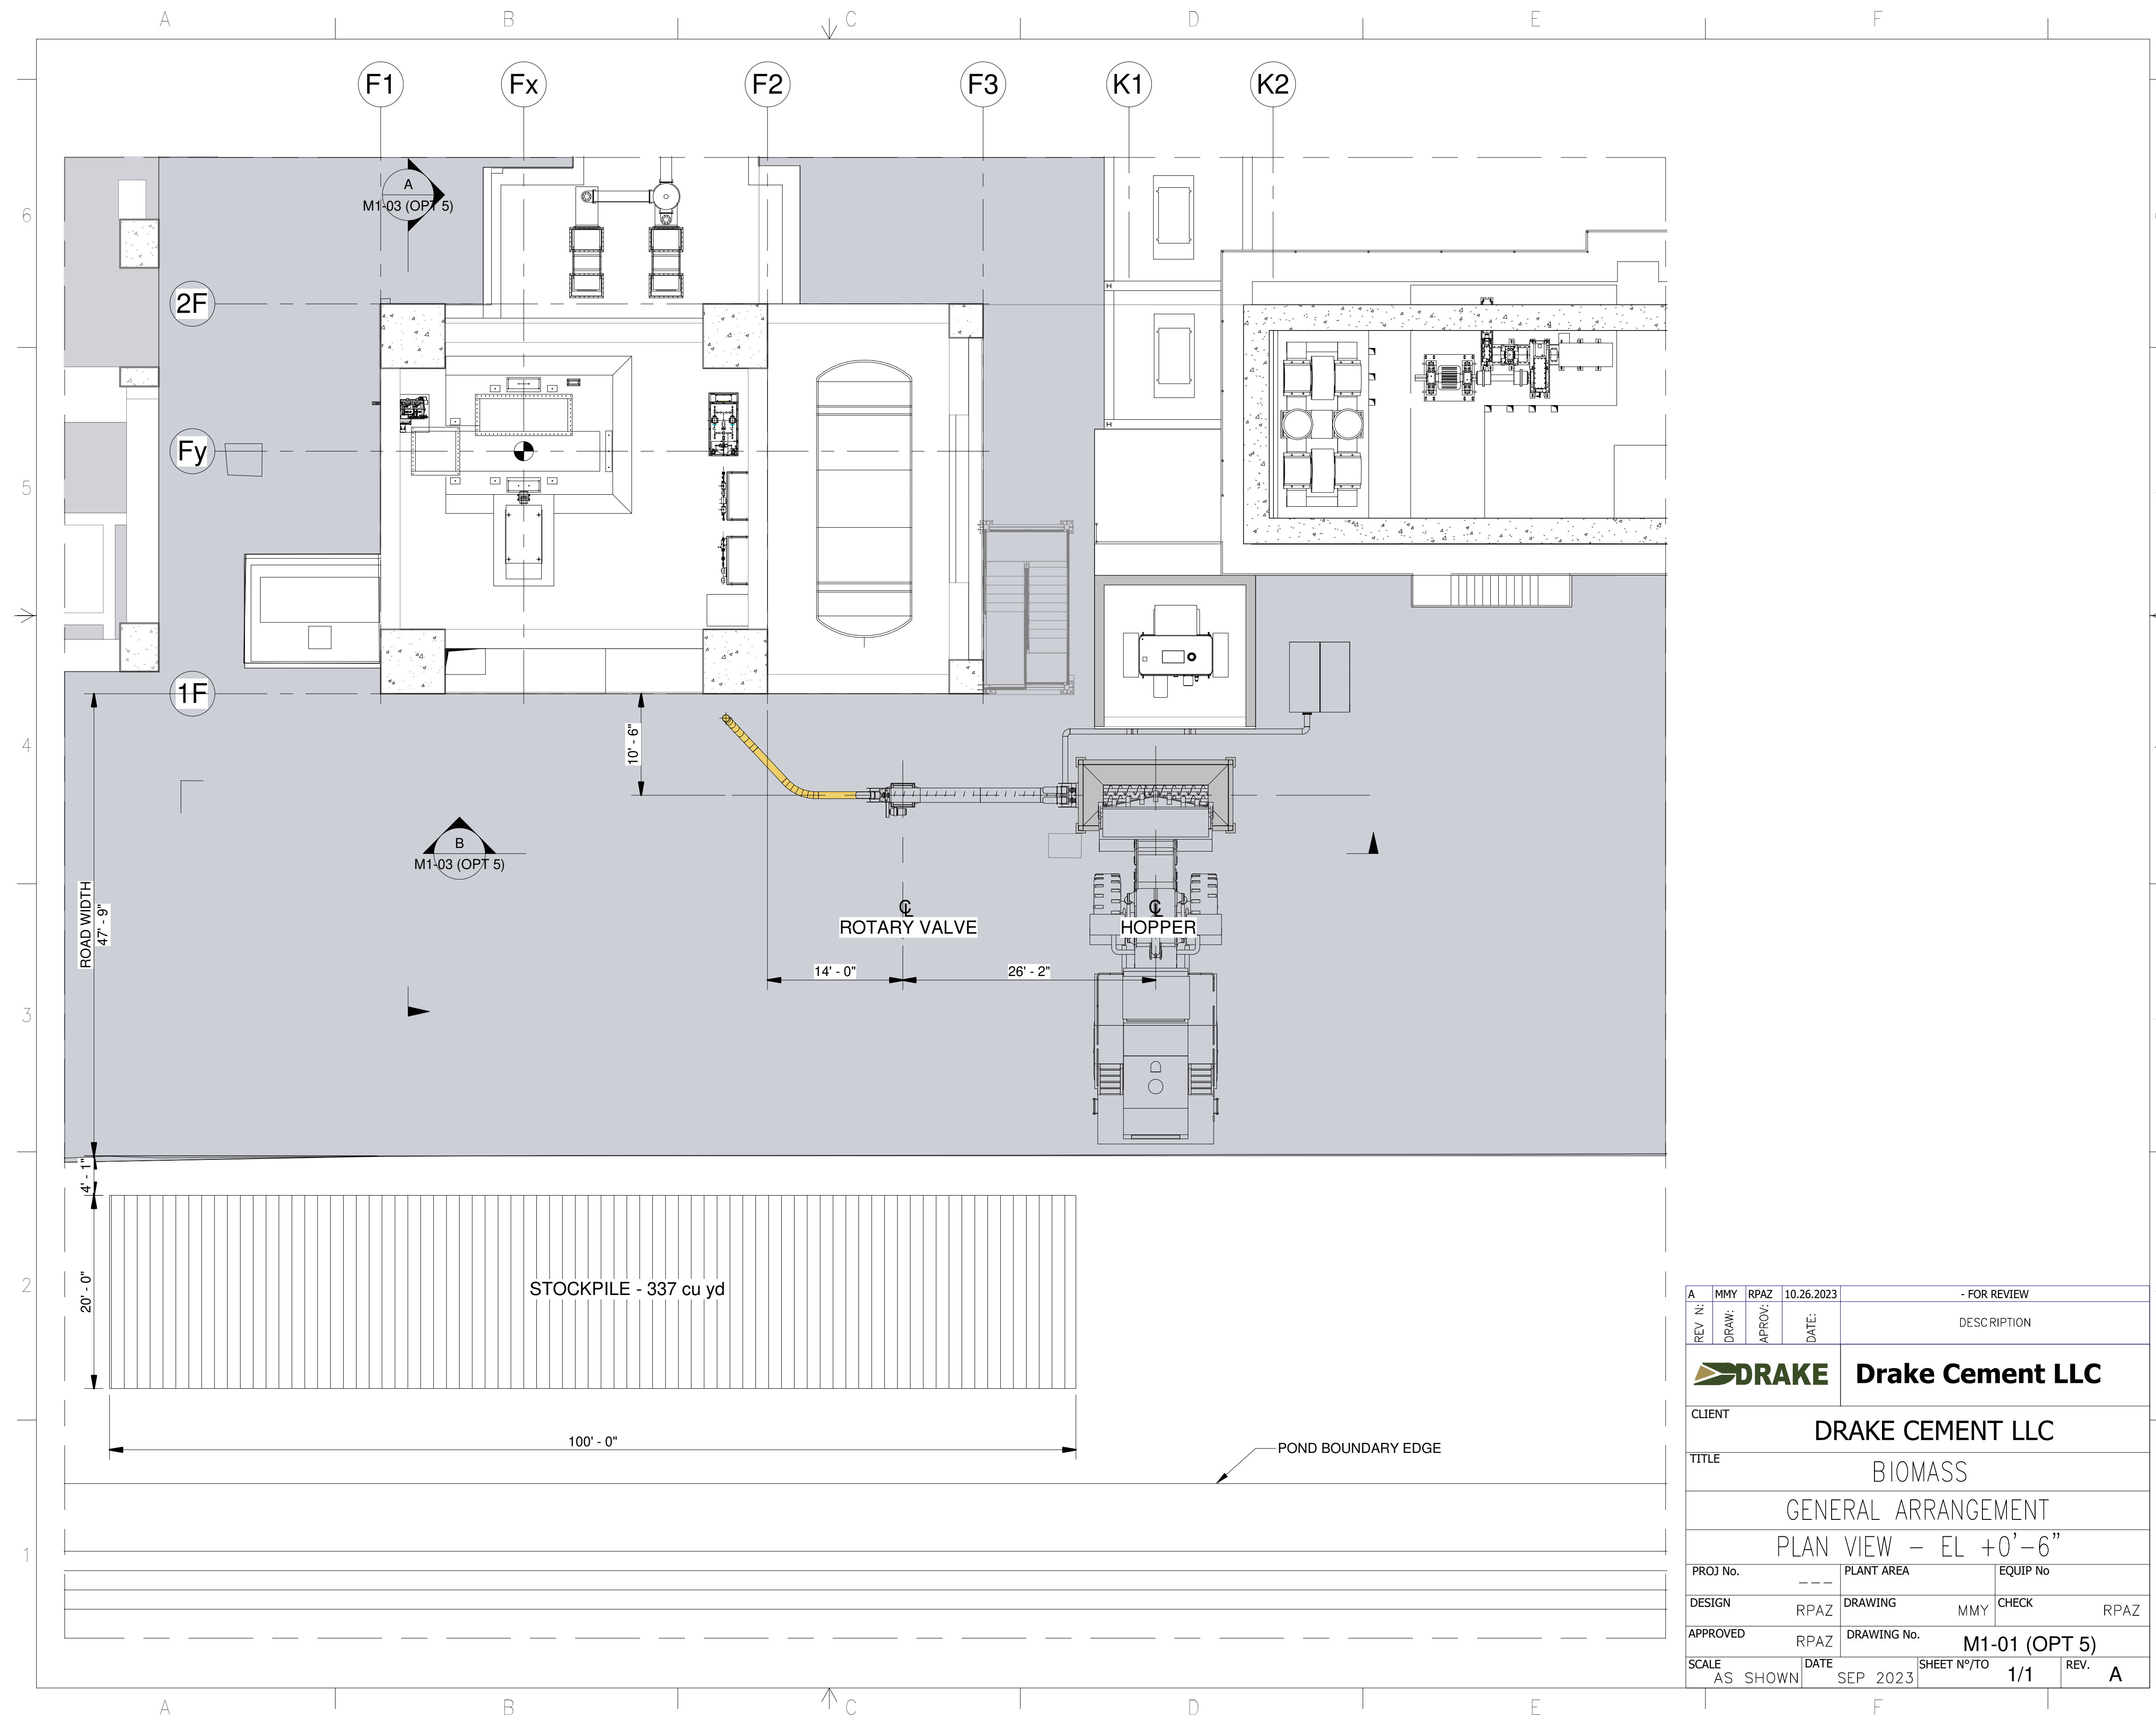 A B C D E F
F1 Fx F2 F3 K1 K2
A
M1-03 (OPT 5)
6
2F
H
H
Fy
5
1F
10' - 6"
4
B
M1-03 (OPT 5)
ROAD WIDTH
47' - 9"
℄
ROTARY VALVE
℄
HOPPER
14' - 0"
26' - 2"
3
4' - 1"
20' - 0"
STOCKPILE - 337 cu yd
2
100' - 0"
POND BOUNDARY EDGE
1
A MMY RPAZ 10.26.2023 - FOR REVIEW
REV N: DRAW: APROV: DATE: DESCRIPTION
DRAKE Drake Cement LLC
CLIENT
DRAKE CEMENT LLC
TITLE
BIOMASS
GENERAL ARRANGEMENT
PLAN VIEW - EL +0'-6"
PROJ No. --- PLANT AREA EQUIP No
DESIGN RPAZ DRAWING MMY CHECK RPAZ
APPROVED RPAZ DRAWING No. M1-01 (OPT 5)
SCALE AS SHOWN DATE SEP 2023 SHEET N°/TO 1/1 REV. A
A B C D E F